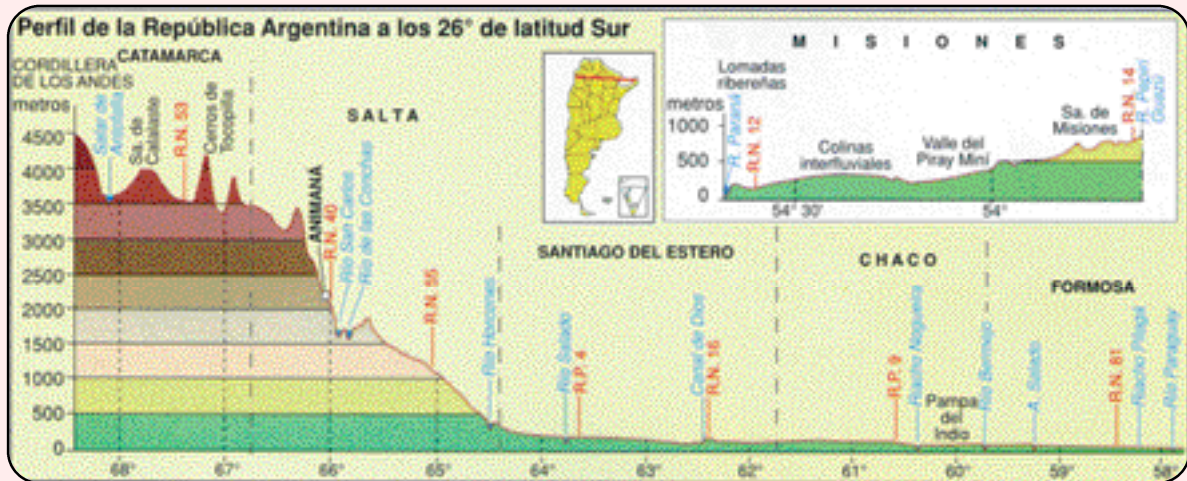 Perfil de la República Argentina a los 26° de latitud Sur
CATAMARCA
CORDILLERA
DE LOS ANDES
metros
4500
4000
3500
3000
2500
2000
1500
1000
500
0
Salar de
Sa. de
Calalaste
R.N. 53
Cerros de
Tocopilla
SALTA
ANIMANÁ
R.N. 40
Río San Carlos
Río de las Conchas
R.N. 55
Río Horcones
SANTIAGO DEL ESTERO
Río Salado
R.P. 4
Canal de Dios
R.N. 16
CHACO
R.P. 9
Riacho Noguera
Pampa
del
Indio
Río Bermejo
A. Salado
FORMOSA
R.N. 81
Riacho Pilagá
Río Paraguay
68°
67°
66°
65°
64°
63°
62°
61°
60°
59°
58°
MISIONES
Lomadas
ribereñas
metros
1000
500
0
R. Paraná
R.N. 12
Colinas
interfluviales
Valle del
Piray Miní
Sa. de
Misiones
R.N. 14
R. Pepirí
Guazú
54° 30'
54°